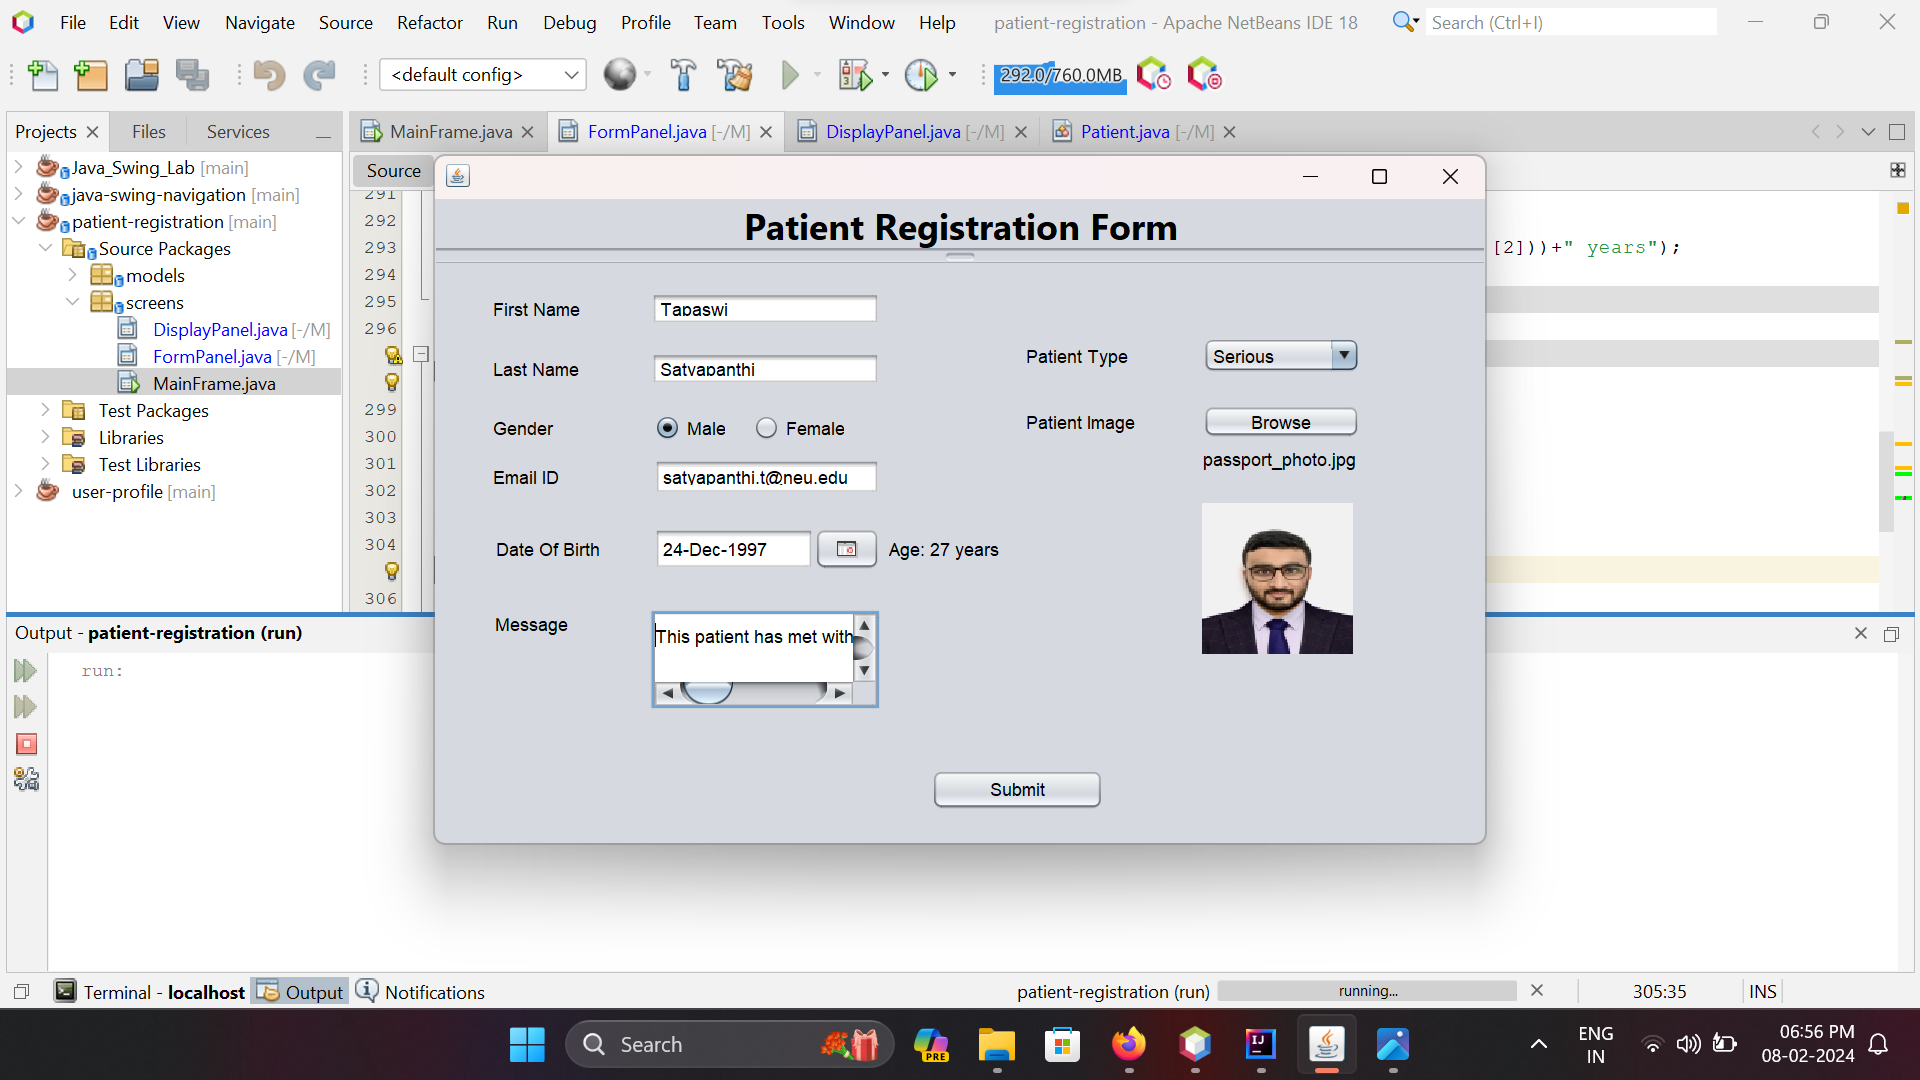 File Edit View Navigate Source Refactor Run Debug Profile Team Tools Window Help patient-registration - Apache NetBeans IDE 18 Search (Ctrl+I)
<default config> 292.0/760.0MB
Projects Files Services MainFrame.java FormPanel.java [-/M] DisplayPanel.java [-/M] Patient.java [-/M]
Java_Swing_Lab [main]
java-swing-navigation [main]
patient-registration [main]
Source Packages
models
screens
DisplayPanel.java [-/M]
FormPanel.java [-/M]
MainFrame.java
Test Packages
Libraries
Test Libraries
user-profile [main]
Source
291
292
293
294
295
296
299
300
301
302
303
304
306
[2]))+" years");
Patient Registration Form
First Name Tapaswi
Last Name Satyapanthi
Gender Male Female
Email ID satyapanthi.t@neu.edu
Date Of Birth 24-Dec-1997 Age: 27 years
Message This patient has met with
Patient Type Serious
Patient Image Browse
passport_photo.jpg
Submit
Output - patient-registration (run)
run:
Terminal - localhost Output Notifications patient-registration (run) running... 305:35 INS
Search PRE IJ ENG
IN
06:56 PM
08-02-2024